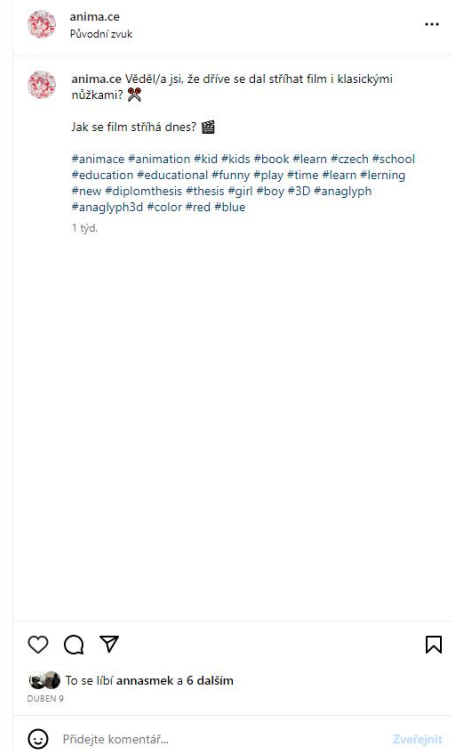 anima.ce
Původní zvuk
anima.ce Věděl/a jsi, že dříve se dal stříhat film i klasickými
nůžkami?
Jak se film stříhá dnes?
#animace #animation #kid #kids #book #learn #czech #school
#education #educational #funny #play #time #learn #lerning
#new #diplomthesis #thesis #girl #boy #3D #anaglyph
#anaglyph3d #color #red #blue
1 týd.
To se líbí annasmek a 6 dalším
DUBEN 9
Přidejte komentář...
Zveřejnit